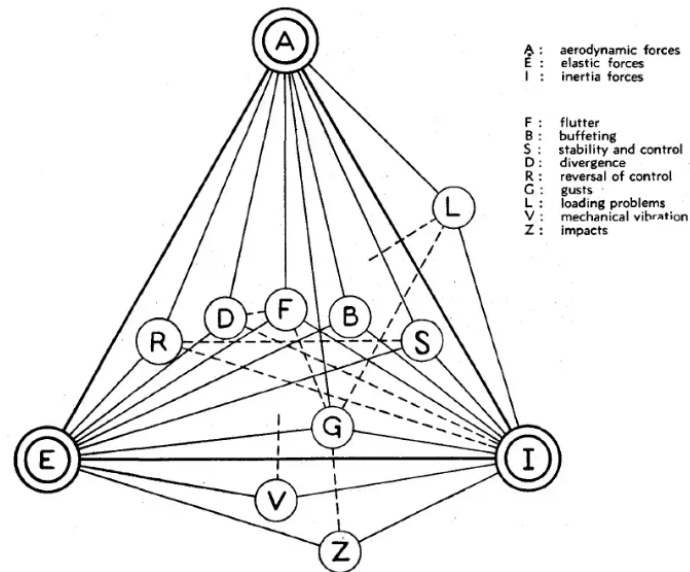 A
A : aerodynamic forces
E : elastic forces
I : inertia forces
F : flutter
B : buffeting
S : stability and control
D : divergence
R : reversal of control
G : gusts
L : loading problems
V : mechanical vibration
Z : impacts
L
D F B
R S
G
E I
V
Z